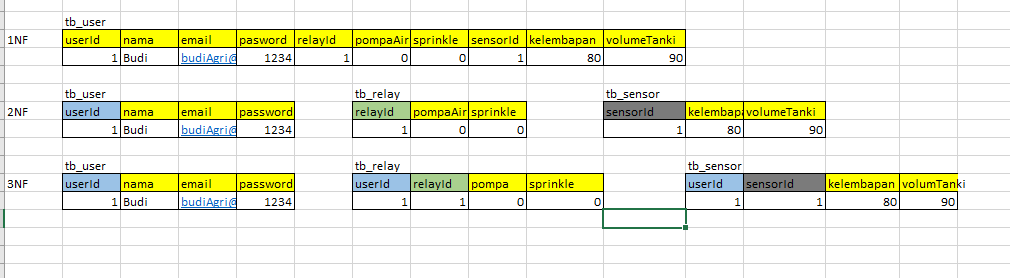 tb_user
1NF userId nama email pasword relayId pompaAir sprinkle sensorId kelembapan volumeTanki
1 Budi budiAgri@ 1234 1 0 0 1 80 90
tb_user tb_relay tb_sensor
2NF userId nama email password relayId pompaAir sprinkle sensorId kelembapa volumeTanki
1 Budi budiAgri@ 1234 1 0 0 1 80 90
tb_user tb_relay tb_sensor
3NF userId nama email password userId relayId pompa sprinkle userId sensorId kelembapan volumTanki
1 Budi budiAgri@ 1234 1 1 0 0 1 1 80 90